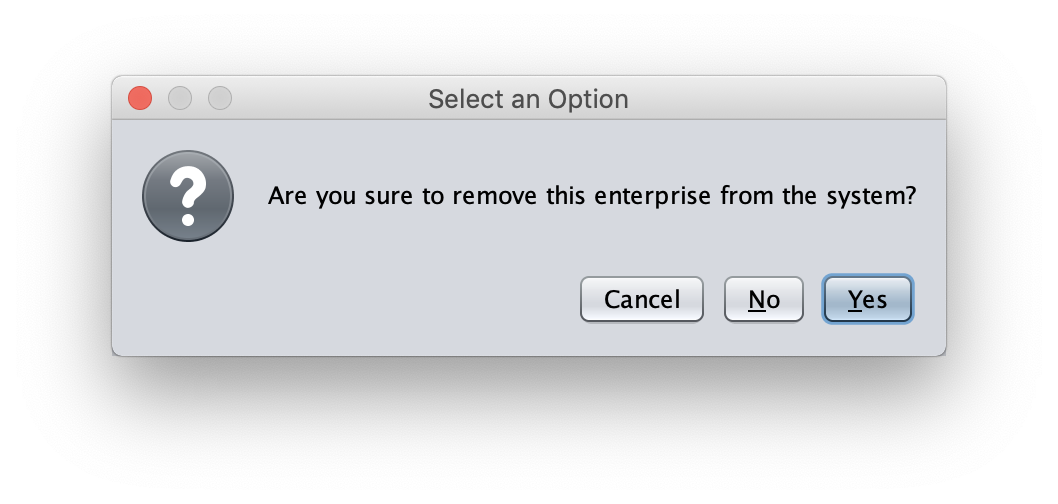 Select an Option
Are you sure to remove this enterprise from the system?
Cancel No Yes